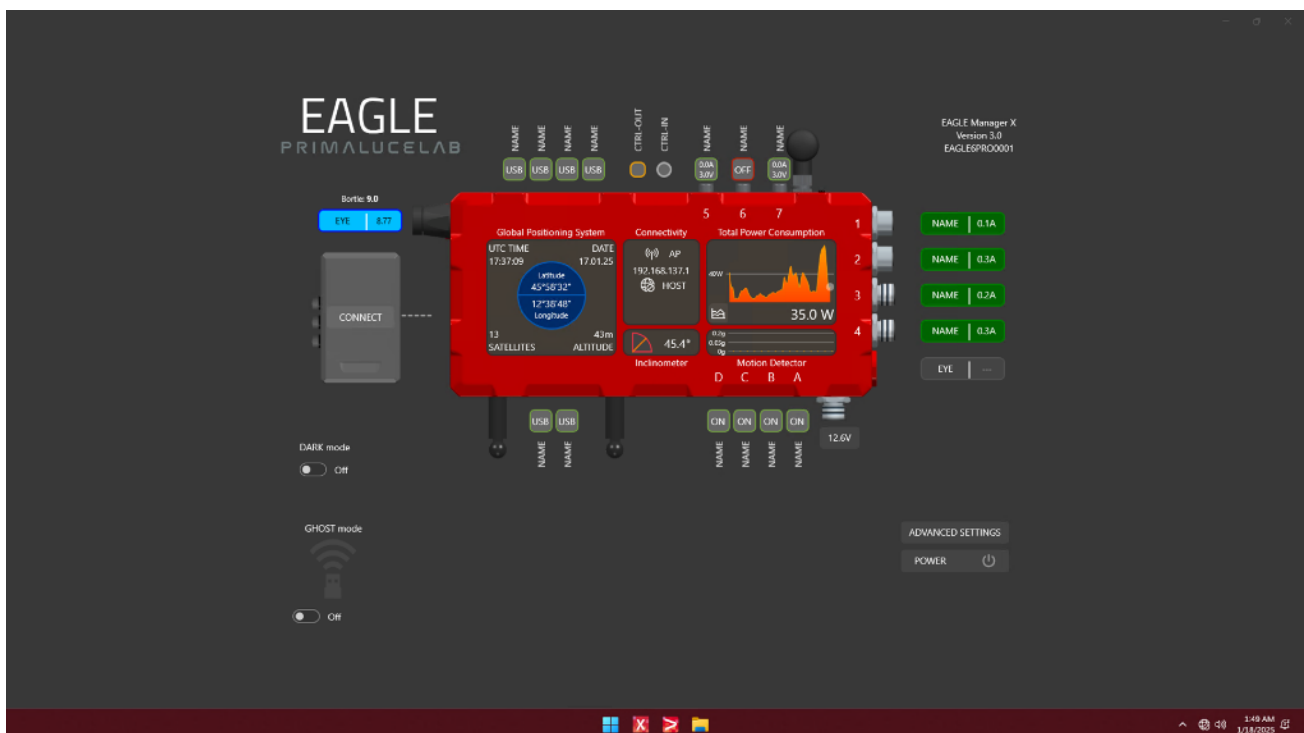 EAGLE
PRIMALUCELAB
EAGLE Manager X
Version 3.0
EAGLE6PRO0001
NAME
NAME
NAME
NAME
CTRL-OUT
CTRL-IN
NAME
NAME
NAME
USB
USB
USB
USB
0.0A
3.0V
OFF
0.0A
3.0V
Bortle: 9.0
EYE 8.77
5 6 7
Global Positioning System
Connectivity
Total Power Consumption
UTC TIME
DATE
17:37:09
17.01.25
Latitude
45°58'32"
12°38'48"
Longitude
13
SATELLITES
43m
ALTITUDE
AP
192.168.137.1
HOST
40W
35.0 W
45.4°
Inclinometer
0.2g
0.05g
0g
Motion Detector
D C B A
1
2
3
4
NAME 0.1A
NAME 0.3A
NAME 0.2A
NAME 0.3A
EYE ---
CONNECT
USB
USB
NAME
NAME
ON
ON
ON
ON
NAME
NAME
NAME
NAME
12.6V
DARK mode
Off
GHOST mode
Off
ADVANCED SETTINGS
POWER
1:49 AM
1/18/2025